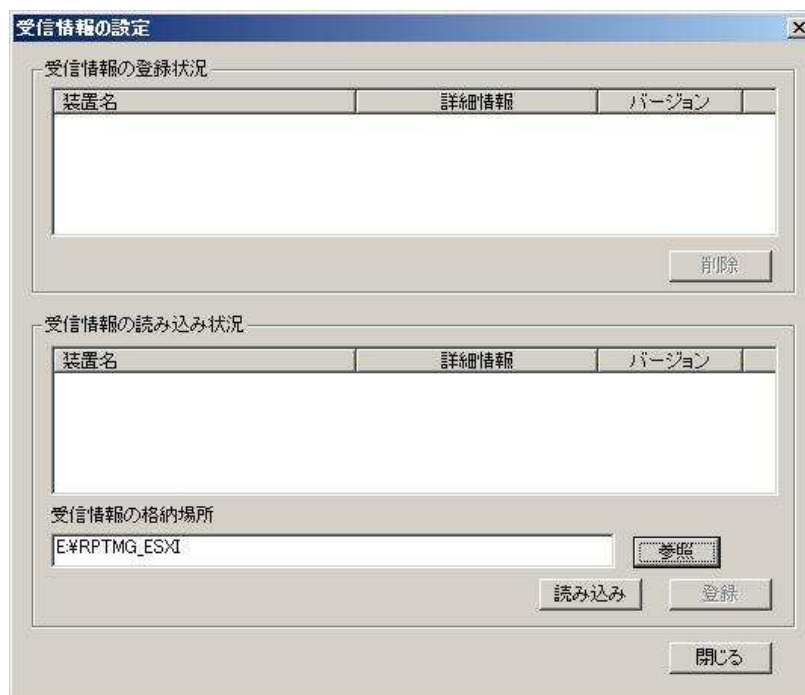 受信情報の設定
受信情報の登録状況
装置名 詳細情報 バージョン
削除
受信情報の読み込み状況
装置名 詳細情報 バージョン
受信情報の格納場所
E:¥RPTMG_ESXI 参照
読み込み 登録
閉じる